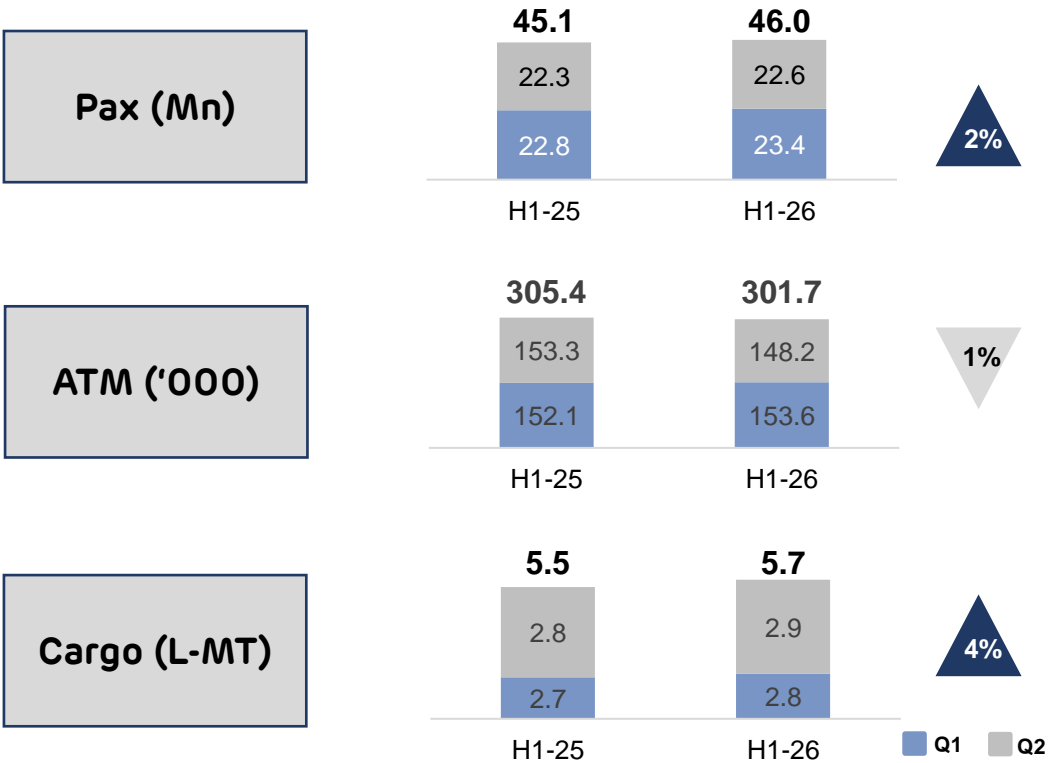 45.1 46.0
Pax (Mn)
22.3 22.6
22.8 23.4
2%
H1-25 H1-26
305.4 301.7
ATM ('000)
153.3 148.2
152.1 153.6
1%
H1-25 H1-26
5.5 5.7
Cargo (L-MT)
2.8 2.9
2.7 2.8
4%
H1-25 H1-26
Q1 Q2